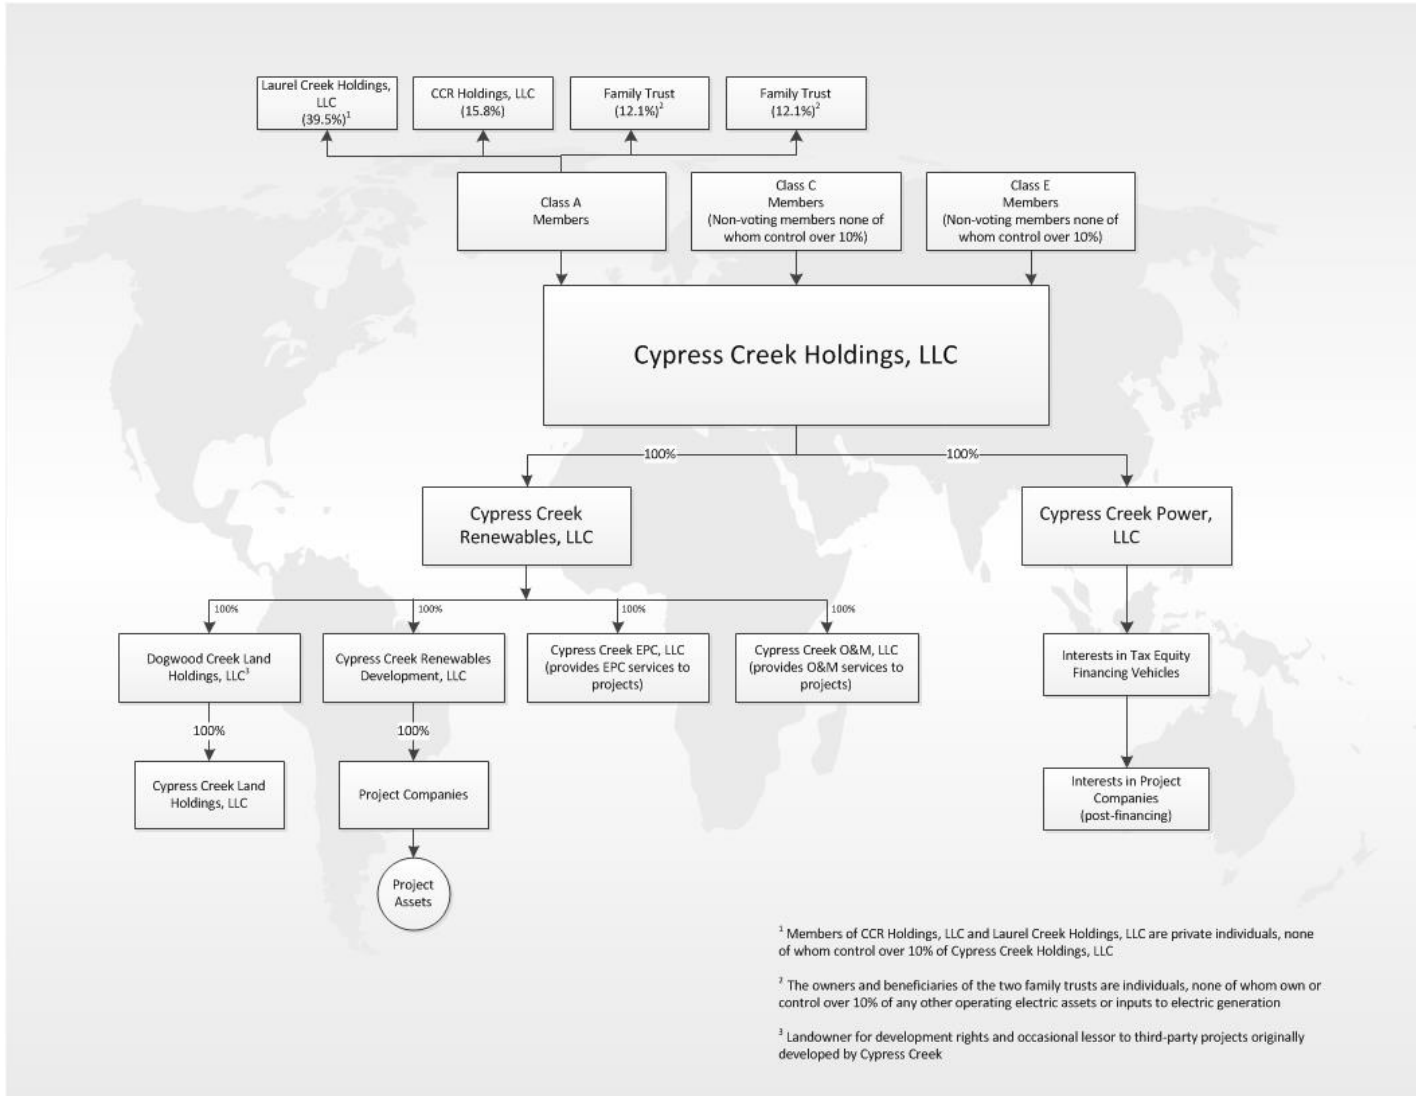 Laurel Creek Holdings,
LLC
(39.5%)¹
CCR Holdings, LLC
(15.8%)
Family Trust
(12.1%)²
Family Trust
(12.1%)²
Class A
Members
Class C
Members
(Non-voting members none of
whom control over 10%)
Class E
Members
(Non-voting members none of
whom control over 10%)
Cypress Creek Holdings, LLC
100%
100%
Cypress Creek
Renewables, LLC
Cypress Creek Power,
LLC
100%
100%
100%
100%
Dogwood Creek Land
Holdings, LLC³
Cypress Creek Renewables
Development, LLC
Cypress Creek EPC, LLC
(provides EPC services to
projects)
Cypress Creek O&M, LLC
(provides O&M services to
projects)
Interests in Tax Equity
Financing Vehicles
100%
100%
Cypress Creek Land
Holdings, LLC
Project Companies
Interests in Project
Companies
(post-financing)
Project
Assets
¹ Members of CCR Holdings, LLC and Laurel Creek Holdings, LLC are private individuals, none
of whom control over 10% of Cypress Creek Holdings, LLC
² The owners and beneficiaries of the two family trusts are individuals, none of whom own or
control over 10% of any other operating electric assets or inputs to electric generation
³ Landowner for development rights and occasional lessor to third-party projects originally
developed by Cypress Creek